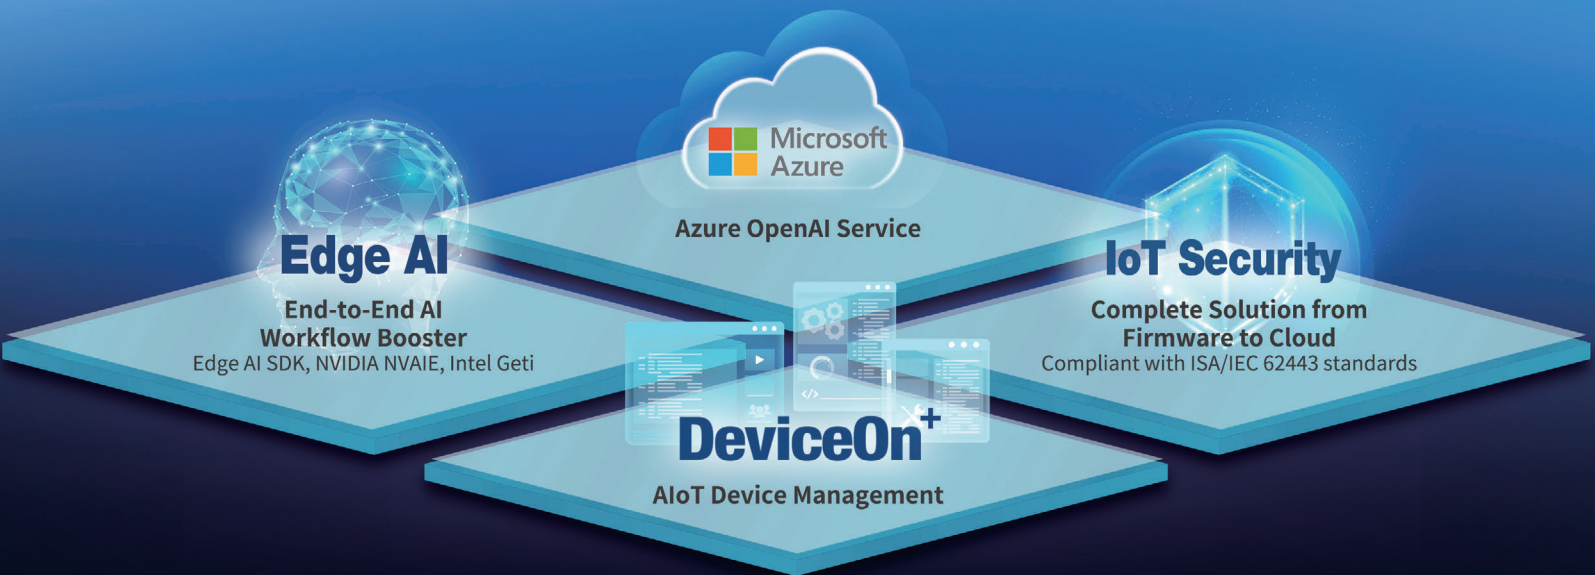 Microsoft
Azure
Azure OpenAI Service
Edge AI
End-to-End AI
Workflow Booster
Edge AI SDK, NVIDIA NVAIE, Intel Geti
IoT Security
Complete Solution from
Firmware to Cloud
Compliant with ISA/IEC 62443 standards
</>
DeviceOn+
AIoT Device Management